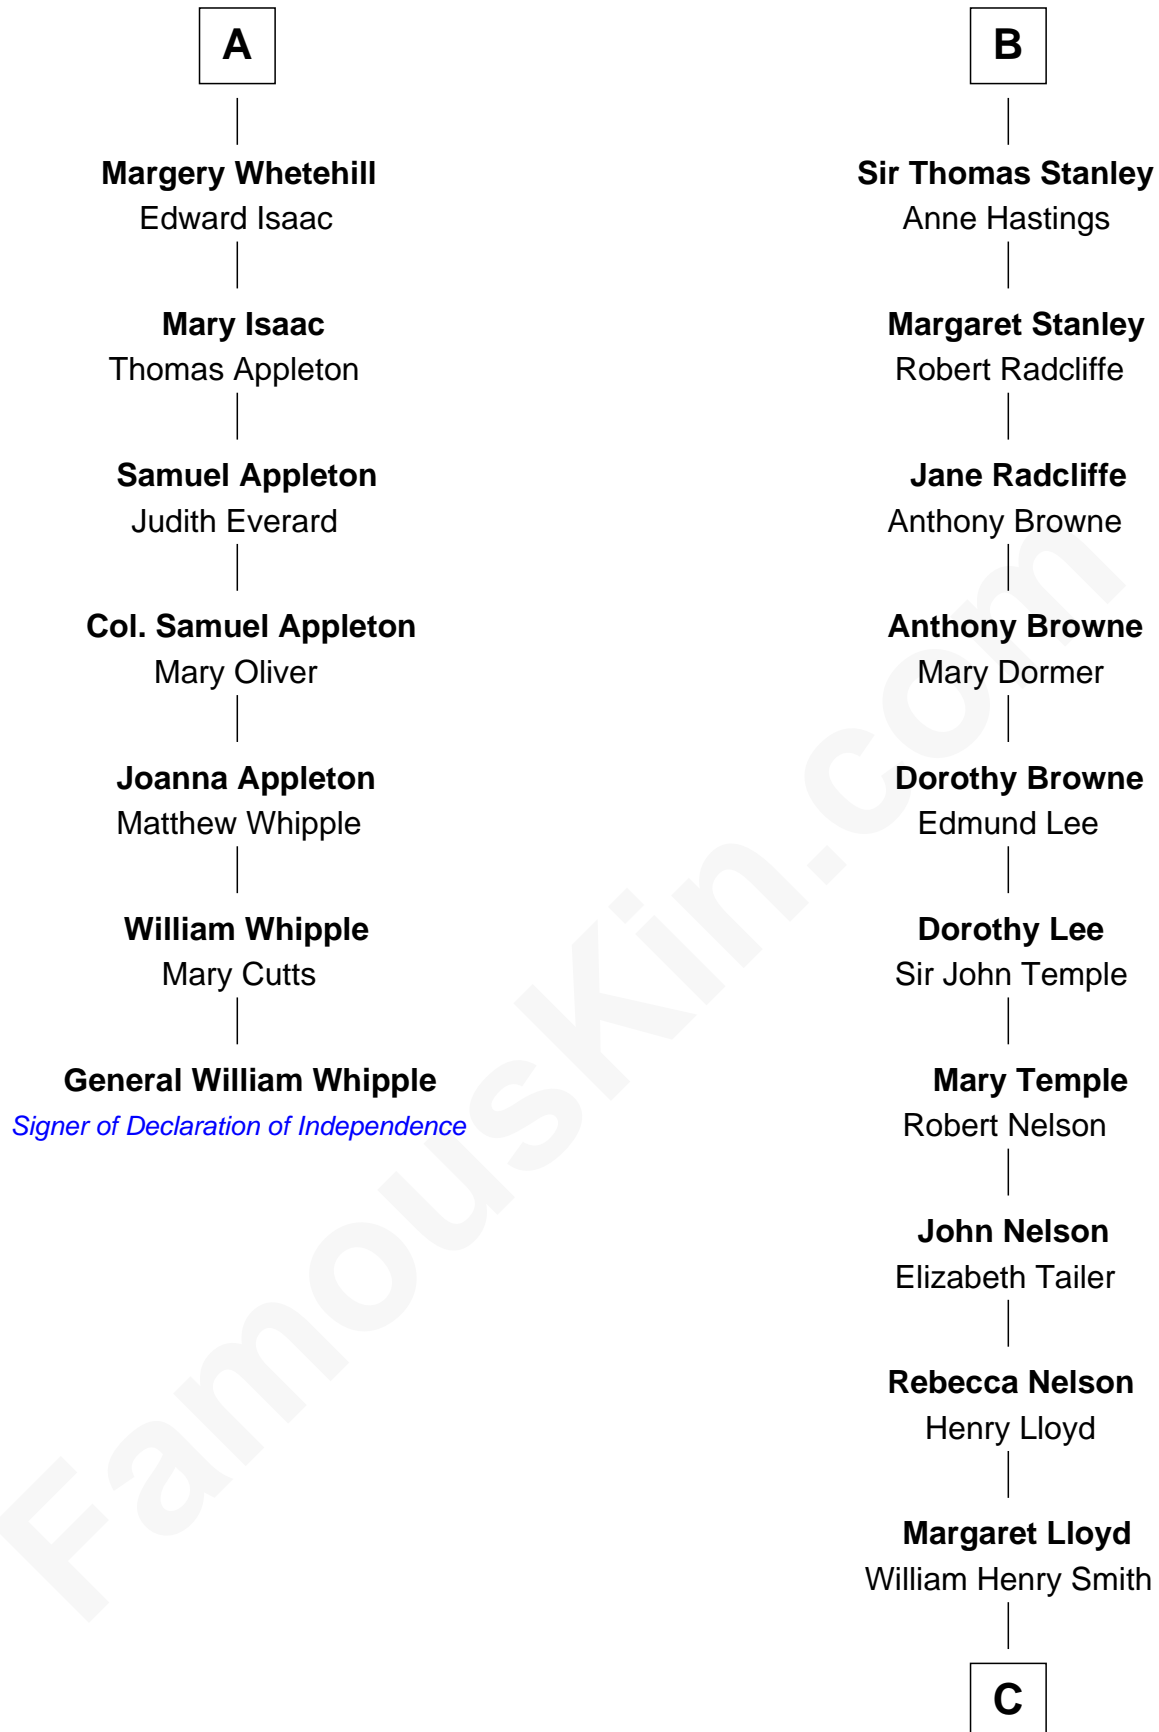 A
Margery Whetehill
Edward Isaac
Mary Isaac
Thomas Appleton
Samuel Appleton
Judith Everard
Col. Samuel Appleton
Mary Oliver
Joanna Appleton
Matthew Whipple
William Whipple
Mary Cutts
General William Whipple
Signer of Declaration of Independence
B
Sir Thomas Stanley
Anne Hastings
Margaret Stanley
Robert Radcliffe
Jane Radcliffe
Anthony Browne
Anthony Browne
Mary Dormer
Dorothy Browne
Edmund Lee
Dorothy Lee
Sir John Temple
Mary Temple
Robert Nelson
John Nelson
Elizabeth Tailer
Rebecca Nelson
Henry Lloyd
Margaret Lloyd
William Henry Smith
C
FamousKin.com